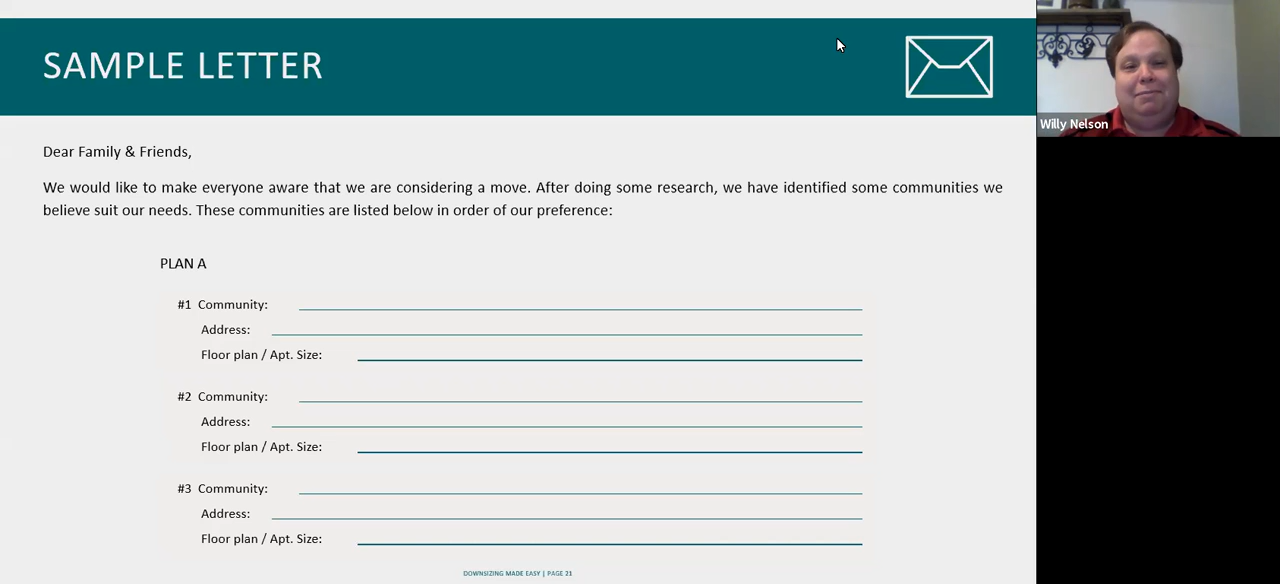 SAMPLE LETTER
Willy Nelson
Dear Family & Friends,
We would like to make everyone aware that we are considering a move. After doing some research, we have identified some communities we
believe suit our needs. These communities are listed below in order of our preference:
PLAN A
#1 Community:
Address:
Floor plan / Apt. Size:
#2 Community:
Address:
Floor plan / Apt. Size:
#3 Community:
Address:
Floor plan / Apt. Size:
DOWNSIZING MADE EASY | PAGE 21